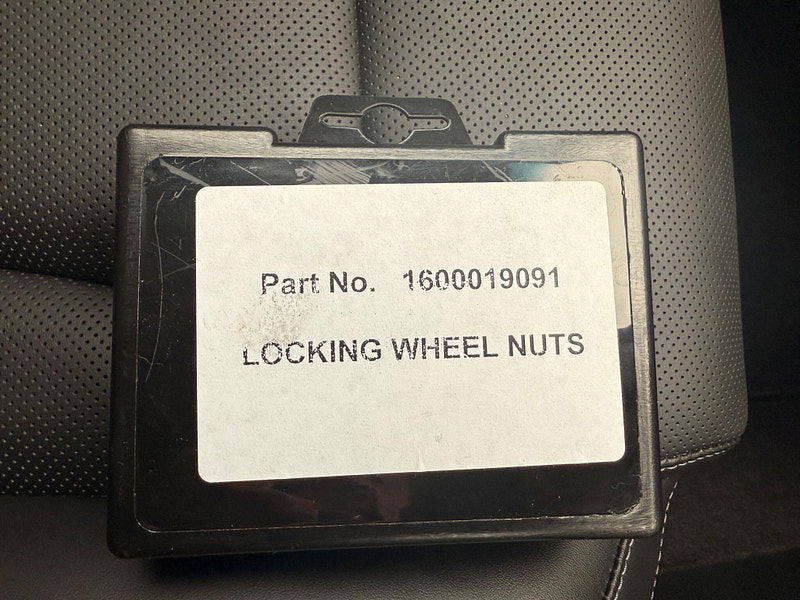 Part No. 1600019091
LOCKING WHEEL NUTS